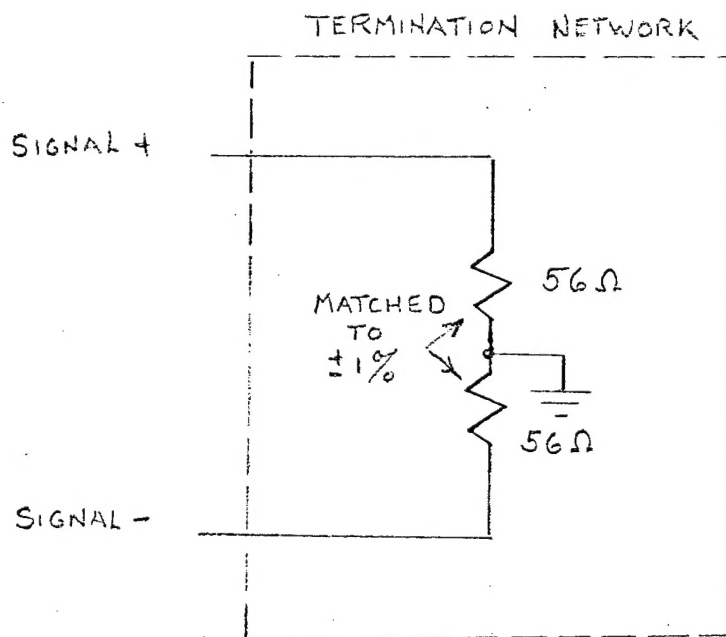 TERMINATION NETWORK
SIGNAL +
56Ω
MATCHED
TO
±1%
56Ω
SIGNAL -